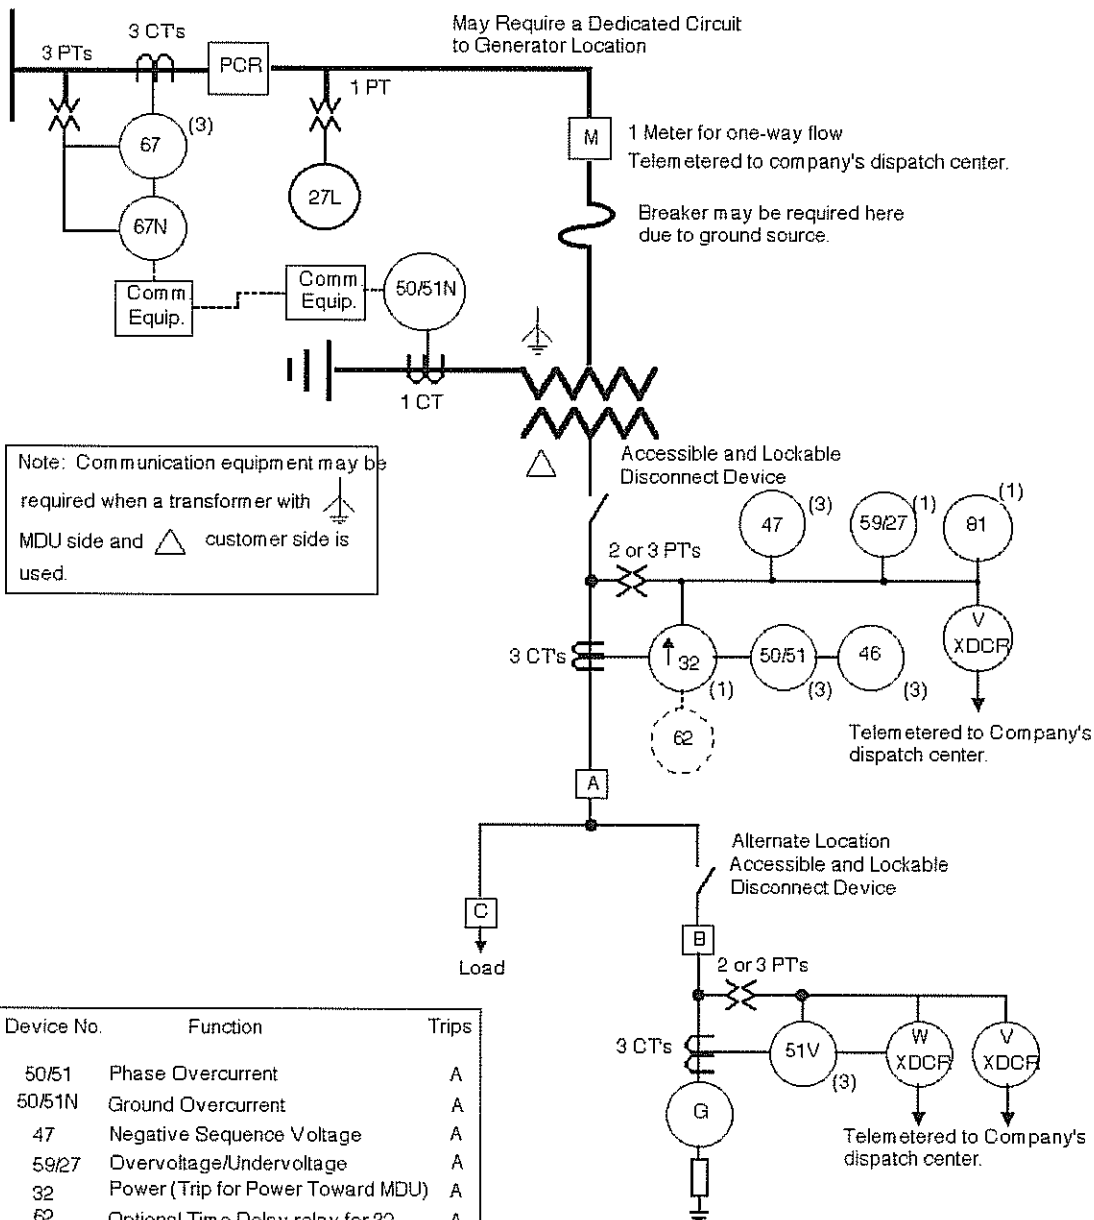 May Require a Dedicated Circuit
to Generator Location
3 CT's
3 PTs
PCR
1 PT
67
(3)
27L
67N
M
1 Meter for one-way flow
Telemetered to company's dispatch center.
Breaker may be required here
due to ground source.
Comm
Equip.
Comm.
Equip.
50/51N
1 CT
Note: Communication equipment may be
required when a transformer with
MDU side and customer side is
used.
Accessible and Lockable
Disconnect Device
47
(3)
59/27
(1)
81
(1)
2 or 3 PT's
V
XDCR
3 CT's
32
(1)
50/51
(3)
46
(3)
62
Telemetered to Company's
dispatch center.
A
Alternate Location
Accessible and Lockable
Disconnect Device
C
Load
B
2 or 3 PT's
3 CT's
51V
(3)
W
XDCR
V
XDCR
G
Telemetered to Company's
dispatch center.
Device No. Function Trips
50/51 Phase Overcurrent A
50/51N Ground Overcurrent A
47 Negative Sequence Voltage A
59/27 Overvoltage/Undervoltage A
32 Power (Trip for Power Toward MDU) A
62 Optional Time Delay relay for 32 A